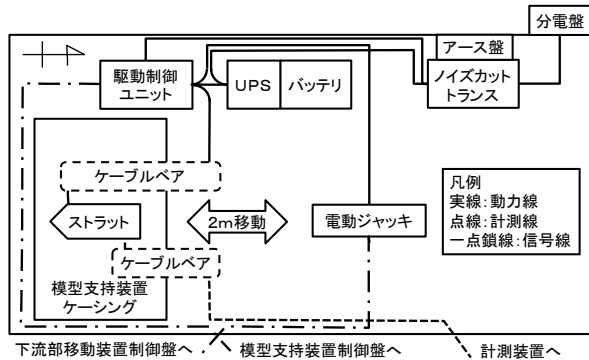 分電盤
アース盤
駆動制御
ユニット
UPS
バッテリ
ノイズカット
トランス
ケーブルベア
ストラット
2m移動
電動ジャッキ
凡例
実線:動力線
点線:計測線
一点鎖線:信号線
ケーブルベア
模型支持装置
ケーシング
下流部移動装置制御盤へ
模型支持装置制御盤へ
計測装置へ